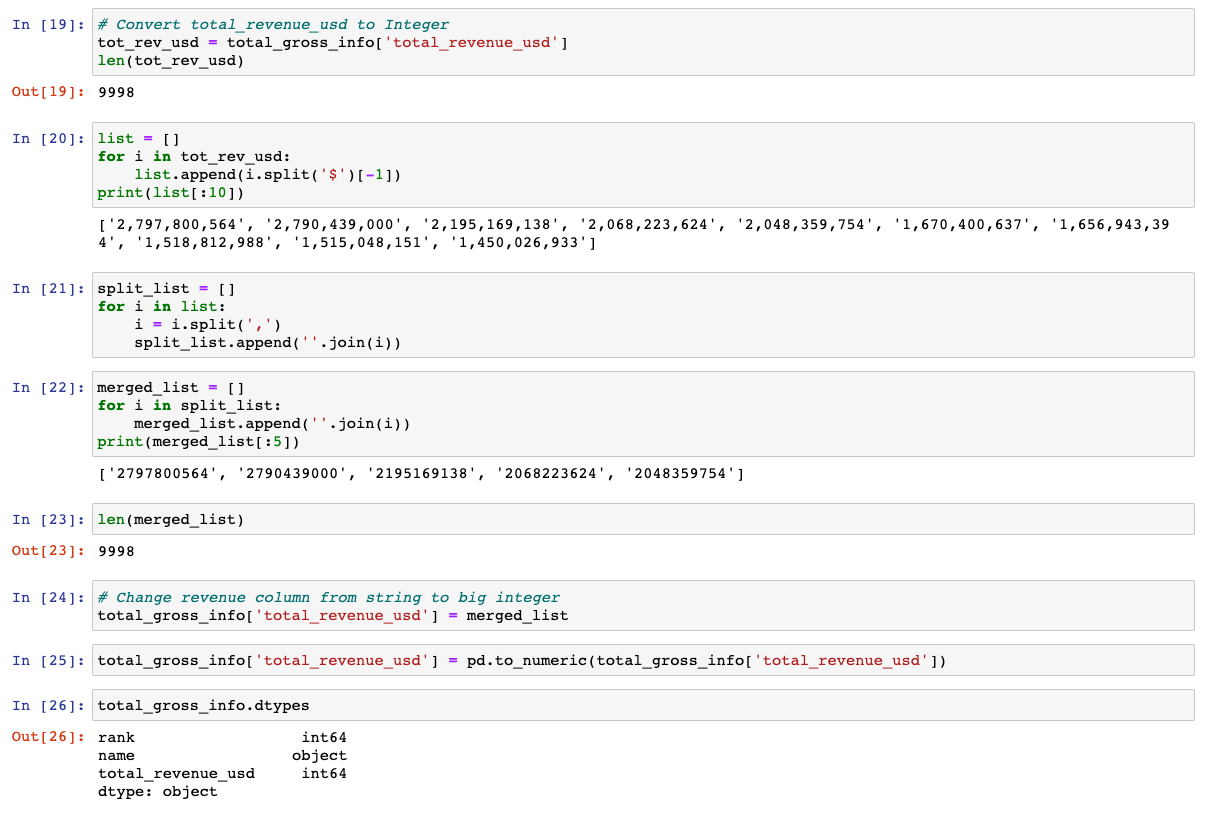 In [19]: # Convert total_revenue_usd to Integer
tot_rev_usd = total_gross_info['total_revenue_usd']
len(tot_rev_usd)
Out[19]: 9998
In [20]: list = []
for i in tot_rev_usd:
    list.append(i.split('$')[-1])
print(list[:10])
['2,797,800,564', '2,790,439,000', '2,195,169,138', '2,068,223,624', '2,048,359,754', '1,670,400,637', '1,656,943,39
4', '1,518,812,988', '1,515,048,151', '1,450,026,933']
In [21]: split_list = []
for i in list:
    i = i.split(',')
    split_list.append(''.join(i))
In [22]: merged_list = []
for i in split_list:
    merged_list.append(''.join(i))
print(merged_list[:5])
['2797800564', '2790439000', '2195169138', '2068223624', '2048359754']
In [23]: len(merged_list)
Out[23]: 9998
In [24]: # Change revenue column from string to big integer
total_gross_info['total_revenue_usd'] = merged_list
In [25]: total_gross_info['total_revenue_usd'] = pd.to_numeric(total_gross_info['total_revenue_usd'])
In [26]: total_gross_info.dtypes
Out[26]: rank                  int64
name                 object
total_revenue_usd     int64
dtype: object